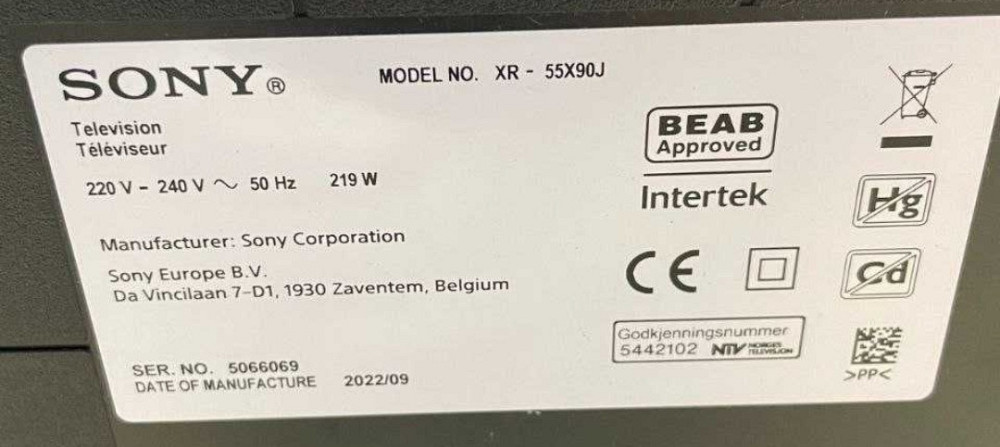 SONY®
MODEL NO. XR - 55X90J
Television
Téléviseur
220 V - 240 V ~ 50 Hz 219 W
BEAB
Approved
Intertek
Hg
Manufacturer: Sony Corporation
Sony Europe B.V.
Da Vincilaan 7-D1, 1930 Zaventem, Belgium
CE
Cd
Godkjenningsnummer
5442102 NTV NORGES TELEVISJON
SER. NO. 5066069
DATE OF MANUFACTURE 2022/09
>PP<